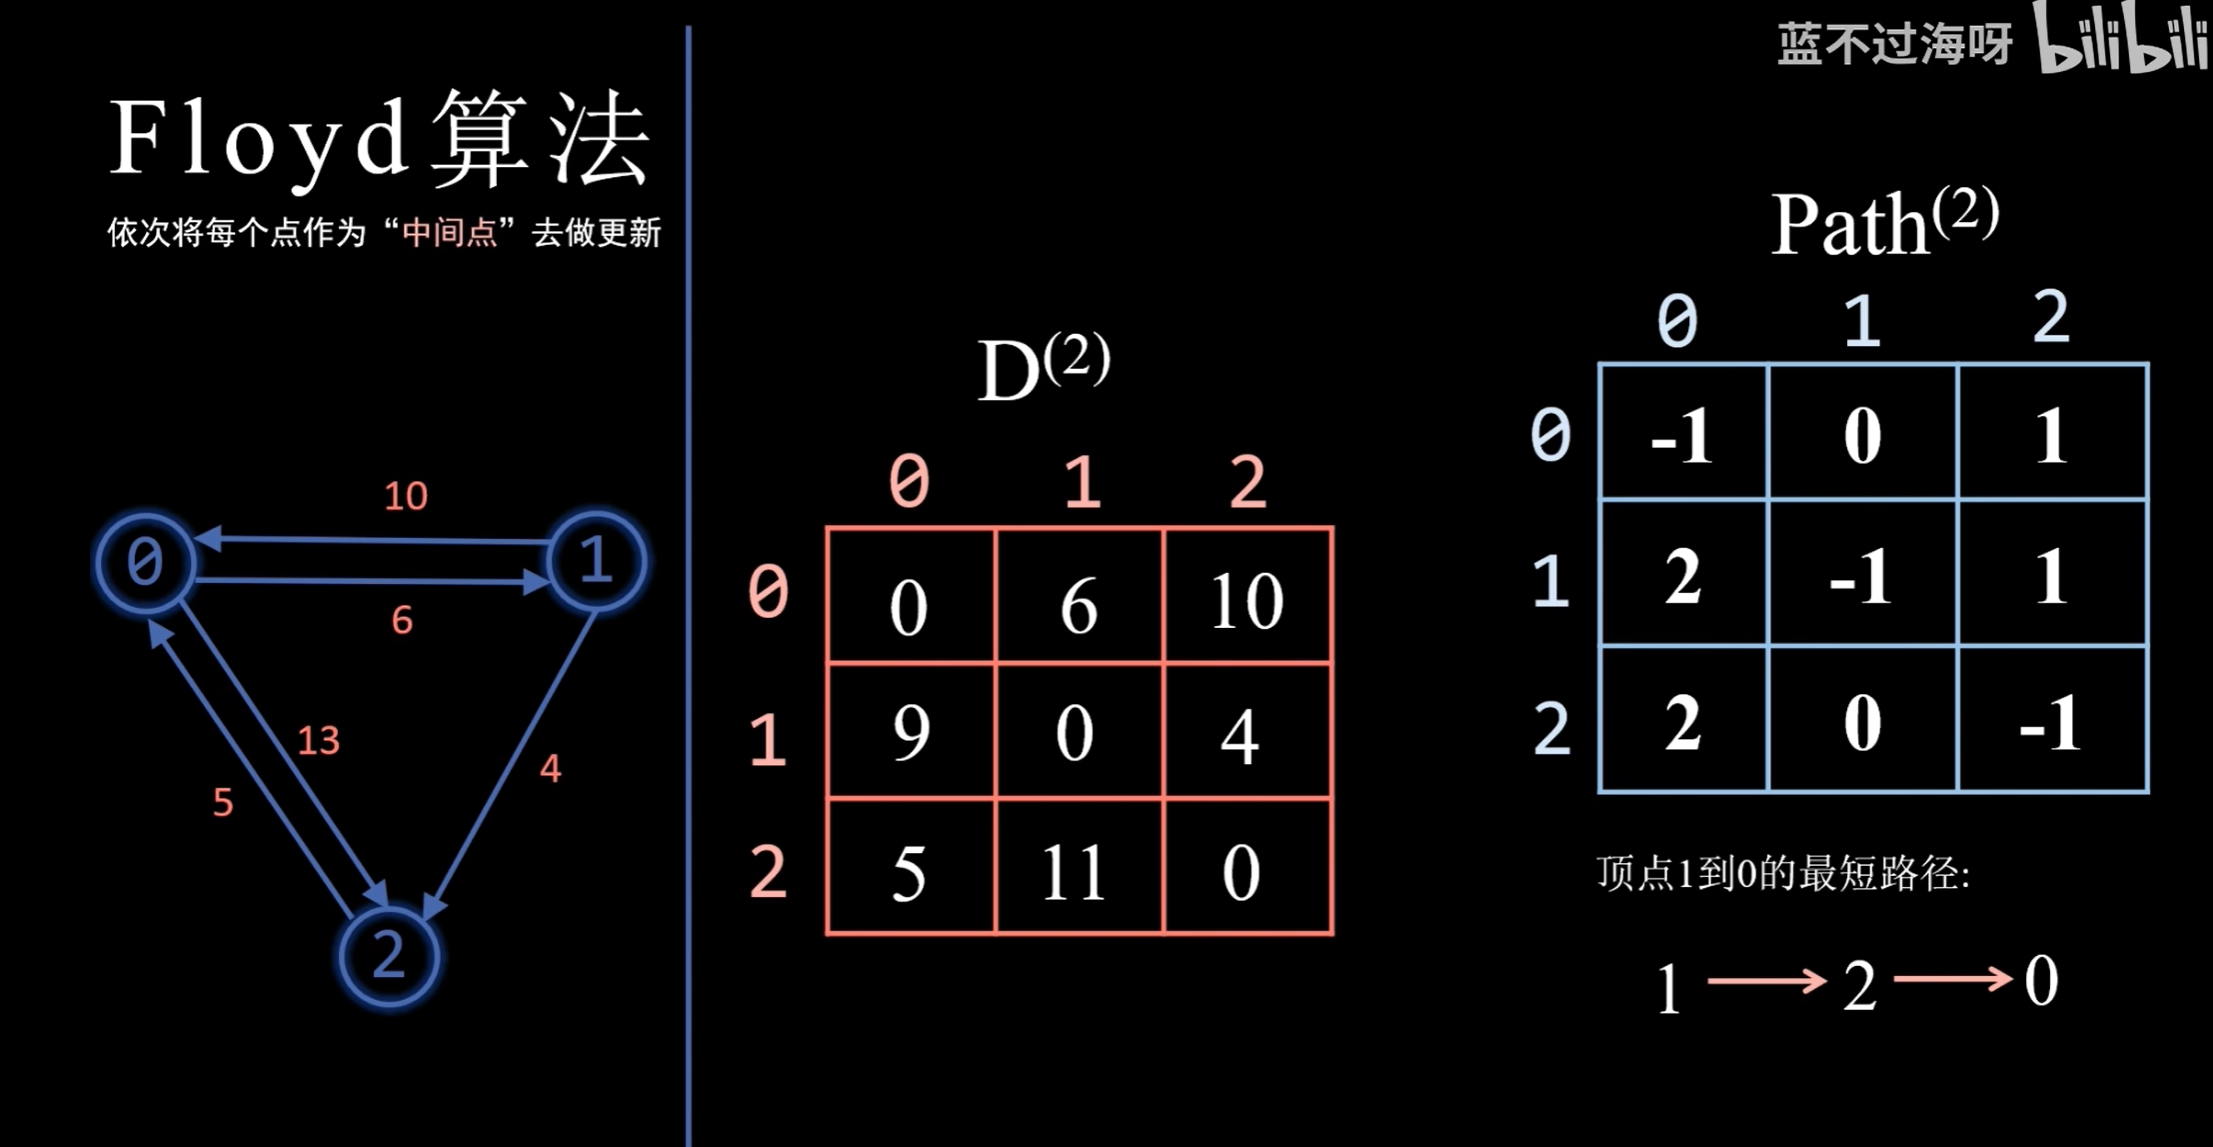 蓝不过海呀 bilibili
Floyd算法
依次将每个点作为“中间点”去做更新
10
0 1
6
13
5 4
2
D(2)
0 1 2
0 0 6 10
1 9 0 4
2 5 11 0
Path(2)
0 1 2
0 -1 0 1
1 2 -1 1
2 2 0 -1
顶点1到0的最短路径:
1 → 2 → 0